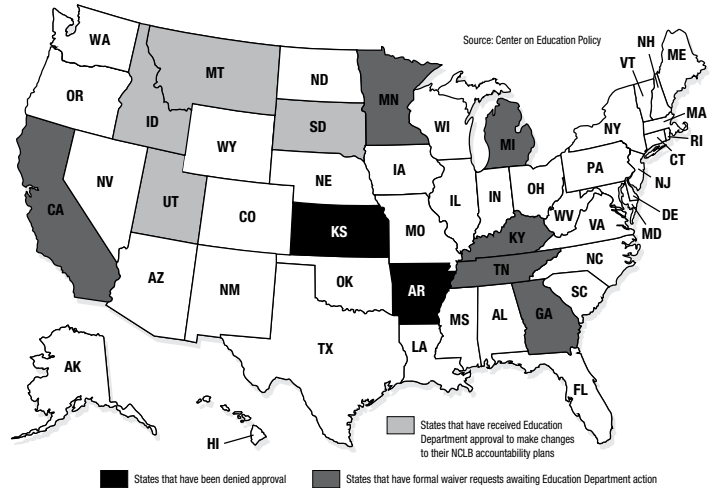 Source: Center on Education Policy
WA
MT
ND
MN
OR
ID
SD
WI
MI
NH
VT
ME
NY
MA
RI
CT
WY
IA
PA
NJ
NV
NE
OH
DE
CA
UT
CO
IL
IN
WV
VA
MD
KS
MO
KY
NC
AZ
NM
OK
AR
TN
SC
MS
AL
GA
TX
LA
FL
AK
HI
States that have received Education
Department approval to make changes
to their NCLB accountability plans
States that have been denied approval
States that have formal waiver requests awaiting Education Department action